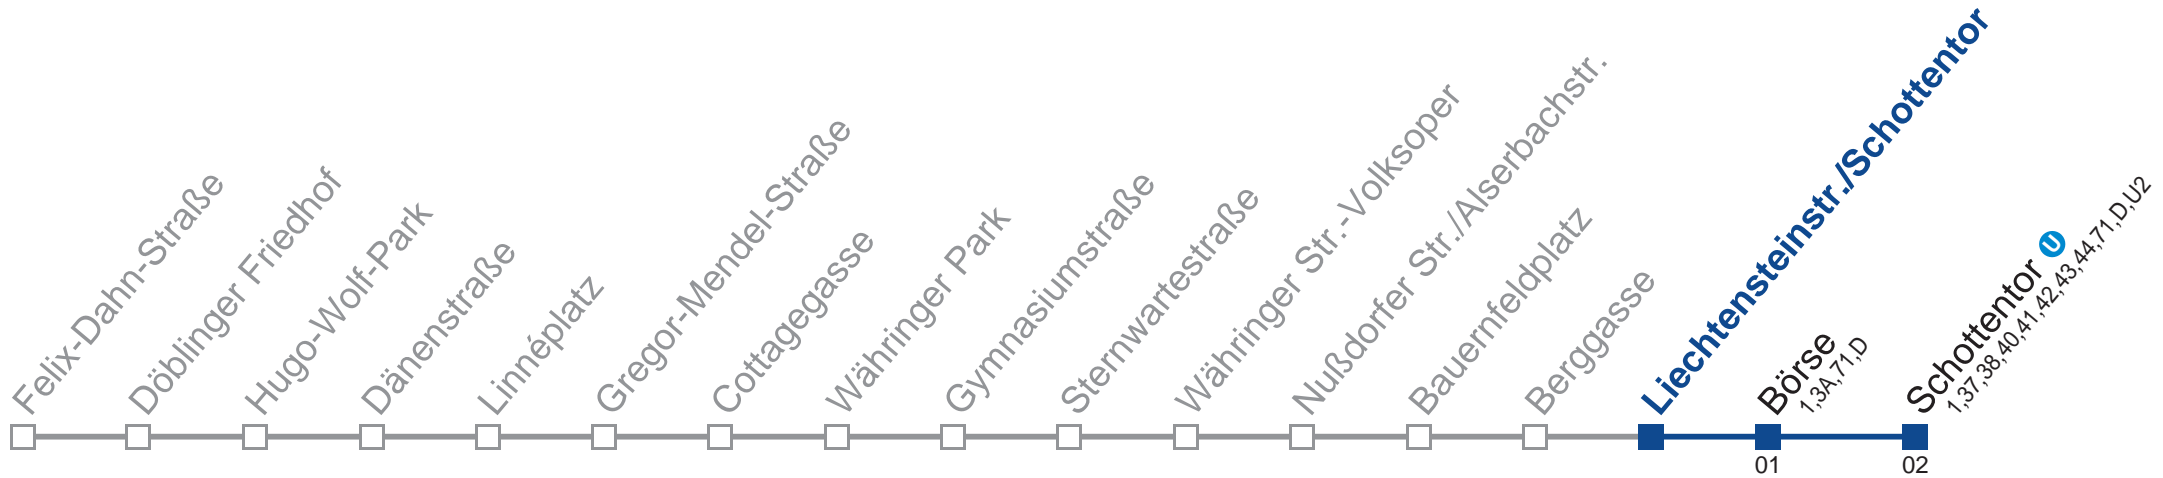 Felix-Dahn-Straße
Döblinger Friedhof
Hugo-Wolf-Park
Dänenstraße
Linnéplatz
Gregor-Mendel-Straße
Cottagegasse
Währinger Park
Gymnasiumstraße
Sternwartestraße
Währinger Str.-Volksoper
Nußdorfer Str./Alserbachstr.
Bauernfeldplatz
Berggasse
Liechtensteinstr./Schottentor
Börse
1,3A,71,D
Schottentor U
1,37,38,40,41,42,43,44,71,D,U2
01
02